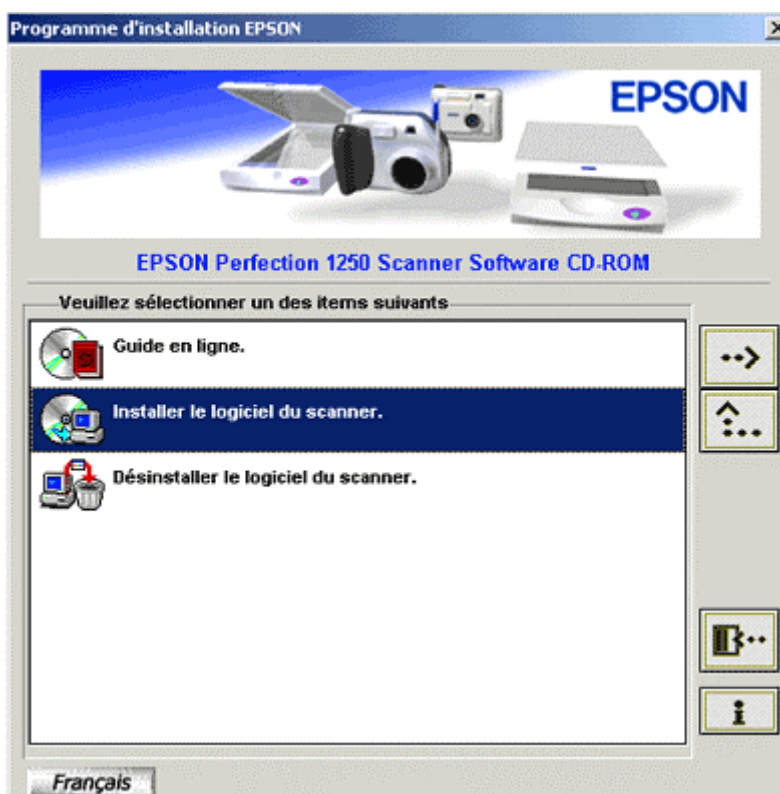 Programme d'installation EPSON
EPSON
EPSON Perfection 1250 Scanner Software CD-ROM
Veuillez sélectionner un des items suivants
Guide en ligne.
Installer le logiciel du scanner.
Désinstaller le logiciel du scanner.
Français